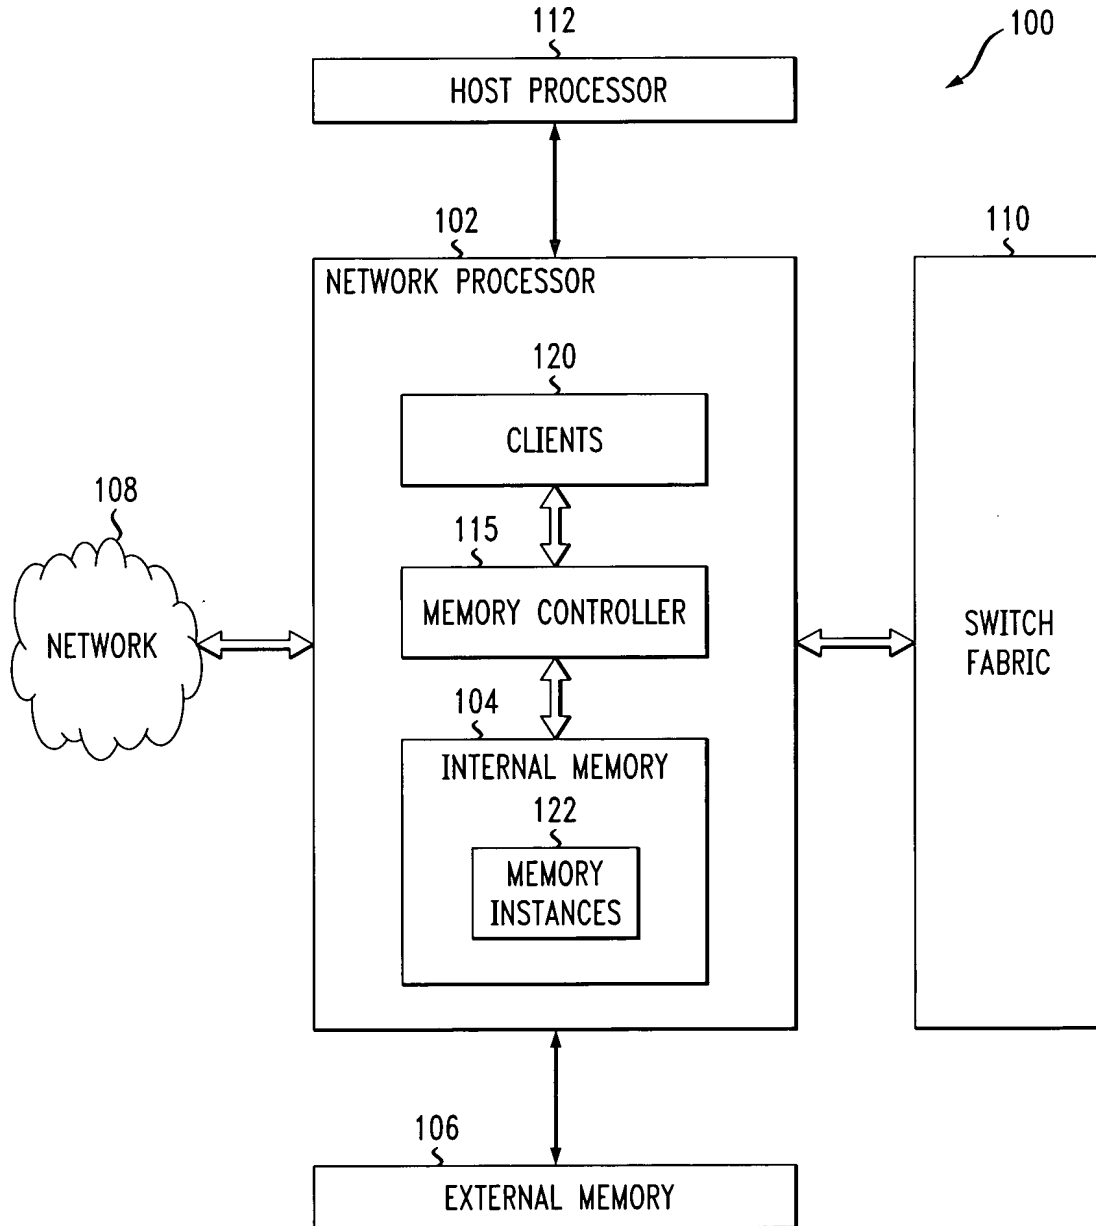 112
100
HOST PROCESSOR
102
110
NETWORK PROCESSOR
120
CLIENTS
108
115
MEMORY CONTROLLER
NETWORK
SWITCH
FABRIC
104
INTERNAL MEMORY
122
MEMORY
INSTANCES
106
EXTERNAL MEMORY